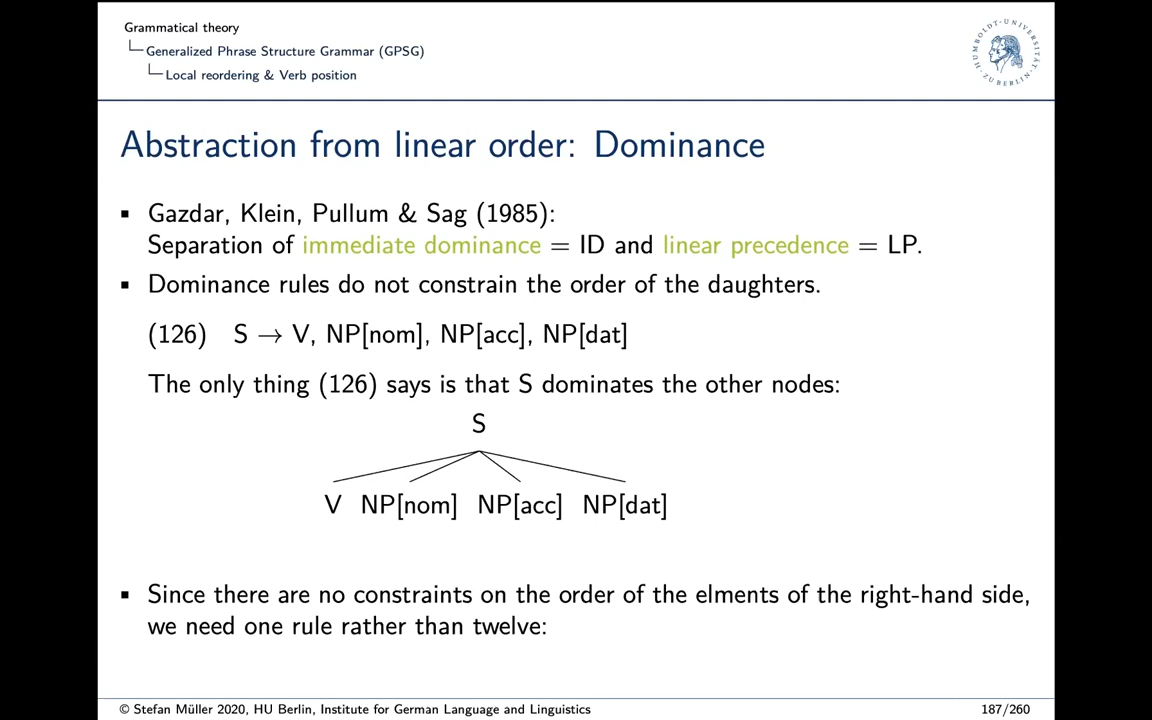 Grammatical theory
Generalized Phrase Structure Grammar (GPSG)
Local reordering & Verb position
HUMBOLDT-UNIVERSITÄT ZU BERLIN
Abstraction from linear order: Dominance
▪ Gazdar, Klein, Pullum & Sag (1985):
Separation of immediate dominance = ID and linear precedence = LP.
▪ Dominance rules do not constrain the order of the daughters.
(126) S → V, NP[nom], NP[acc], NP[dat]
The only thing (126) says is that S dominates the other nodes:
S
V NP[nom] NP[acc] NP[dat]
▪ Since there are no constraints on the order of the elments of the right-hand side,
we need one rule rather than twelve:
© Stefan Müller 2020, HU Berlin, Institute for German Language and Linguistics 187/260